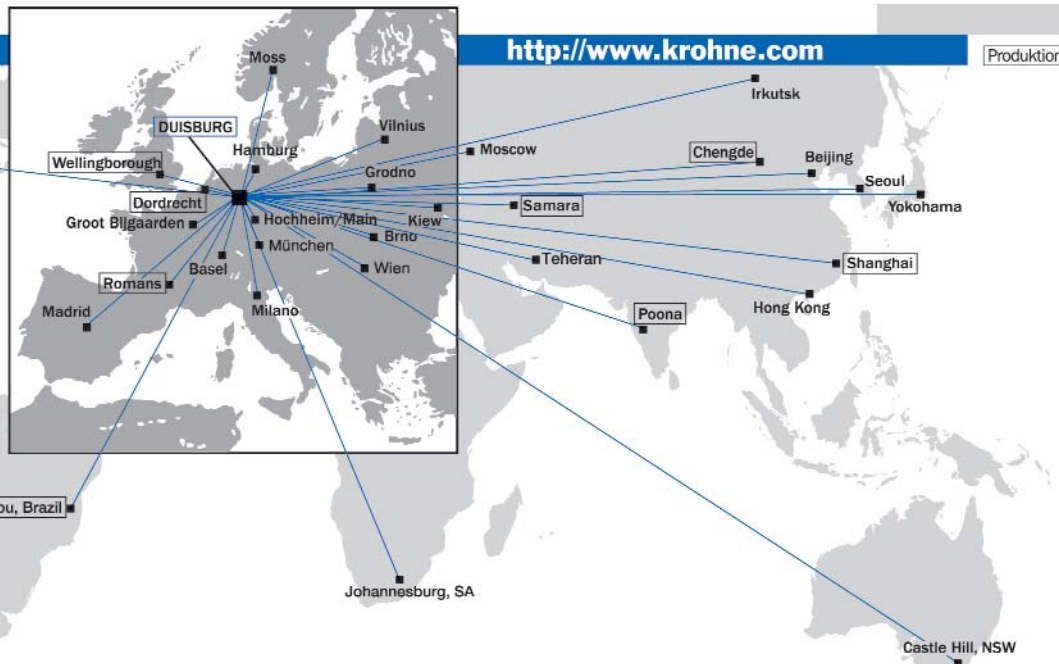 http://www.krohne.com
Produktion
Moss
Irkutsk
DUISBURG
Vilnius
Hamburg
Moscow
Wellingborough
Chengde
Beijing
Grodno
Seoul
Dordrecht
Samara
Yokohama
Groot Bijgaarden
Hochheim/Main
Kiew
Brno
München
Basel
Wien
Teheran
Shanghai
Romans
Milano
Hong Kong
Madrid
Poona
ou, Brazil
Johannesburg, SA
Castle Hill, NSW